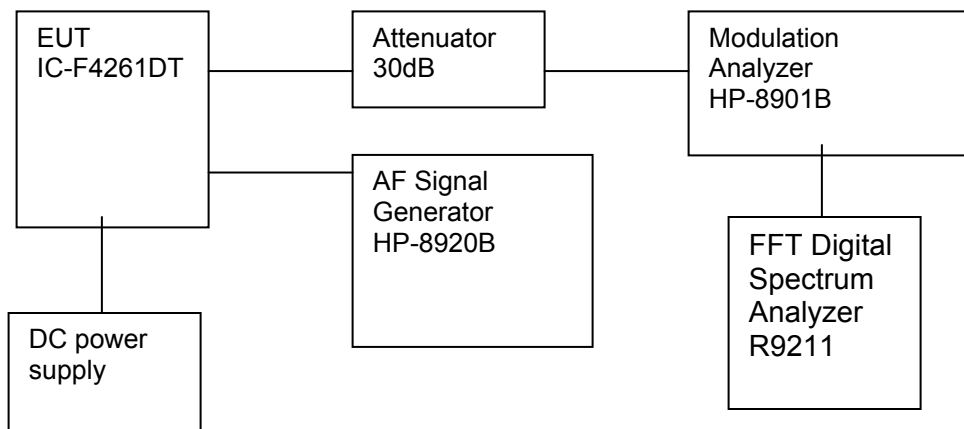 EUT
IC-F4261DT
Attenuator
30dB
Modulation
Analyzer
HP-8901B
AF Signal
Generator
HP-8920B
FFT Digital
Spectrum
Analyzer
R9211
DC power
supply